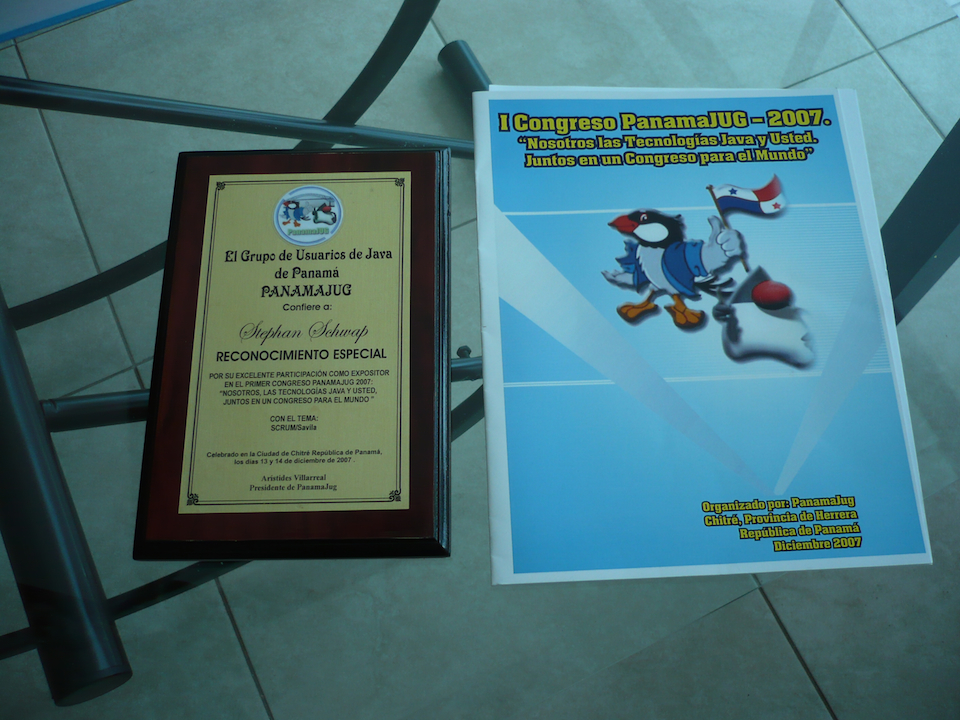 PanamaJUG
El Grupo de Usuarios de Java
de Panamá
PANAMAJUG
Confiere a:
Stephan Schwap
RECONOCIMIENTO ESPECIAL
POR SU EXCELENTE PARTICIPACIÓN COMO EXPOSITOR
EN EL PRIMER CONGRESO PANAMAJUG 2007:
"NOSOTROS, LAS TECNOLOGÍAS JAVA Y USTED,
JUNTOS EN UN CONGRESO PARA EL MUNDO "
CON EL TEMA:
SCRUM/Savila
Celebrado en la Ciudad de Chitré República de Panamá,
los días 13 y 14 de diciembre de 2007 .
Arístides Villarreal
Presidente de PanamaJug
I Congreso PanamaJUG - 2007.
"Nosotros las Tecnologías Java y Usted.
Juntos en un Congreso para el Mundo"
Organizado por: PanamaJug
Chitré, Provincia de Herrera
República de Panamá
Diciembre 2007